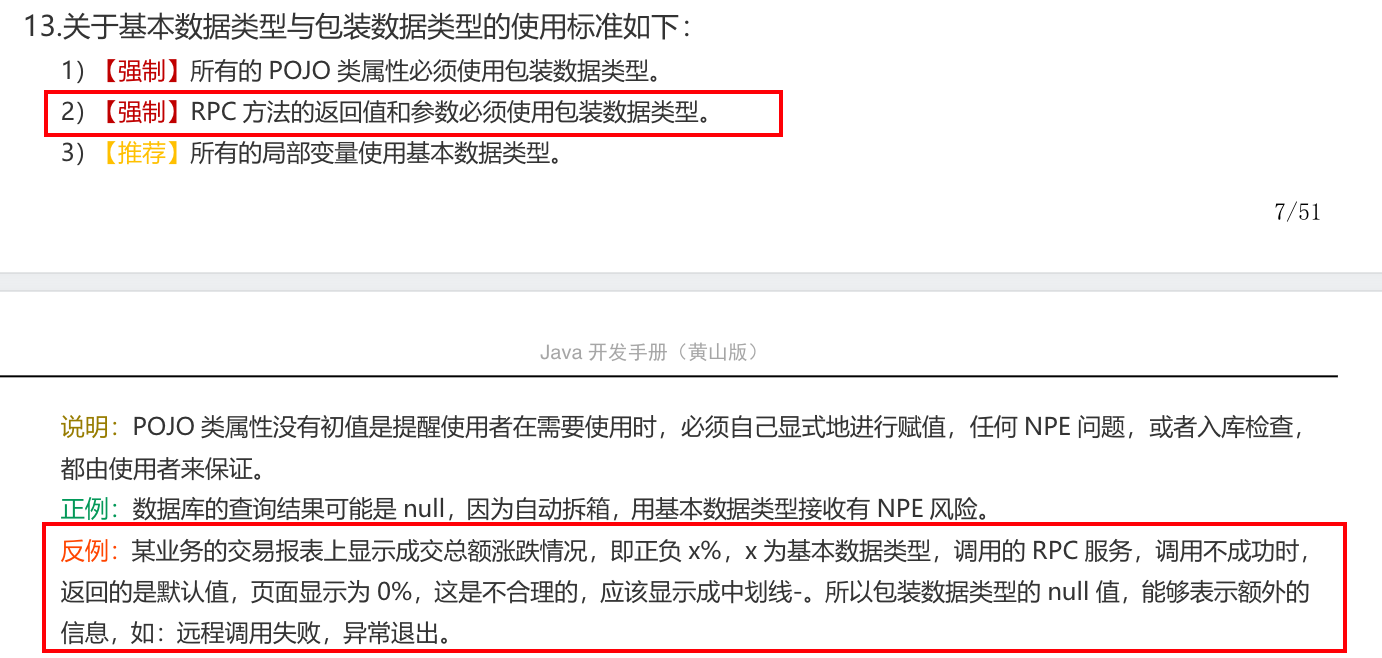 13.关于基本数据类型与包装数据类型的使用标准如下：
1）【强制】所有的 POJO 类属性必须使用包装数据类型。
2）【强制】RPC 方法的返回值和参数必须使用包装数据类型。
3）【推荐】所有的局部变量使用基本数据类型。
7/51
Java 开发手册（黄山版）
说明：POJO 类属性没有初值是提醒使用者在需要使用时，必须自己显式地进行赋值，任何 NPE 问题，或者入库检查，
都由使用者来保证。
正例：数据库的查询结果可能是 null，因为自动拆箱，用基本数据类型接收有 NPE 风险。
反例：某业务的交易报表上显示成交总额涨跌情况，即正负 x%，x 为基本数据类型，调用的 RPC 服务，调用不成功时，
返回的是默认值，页面显示为 0%，这是不合理的，应该显示成中划线-。所以包装数据类型的 null 值，能够表示额外的
信息，如：远程调用失败，异常退出。